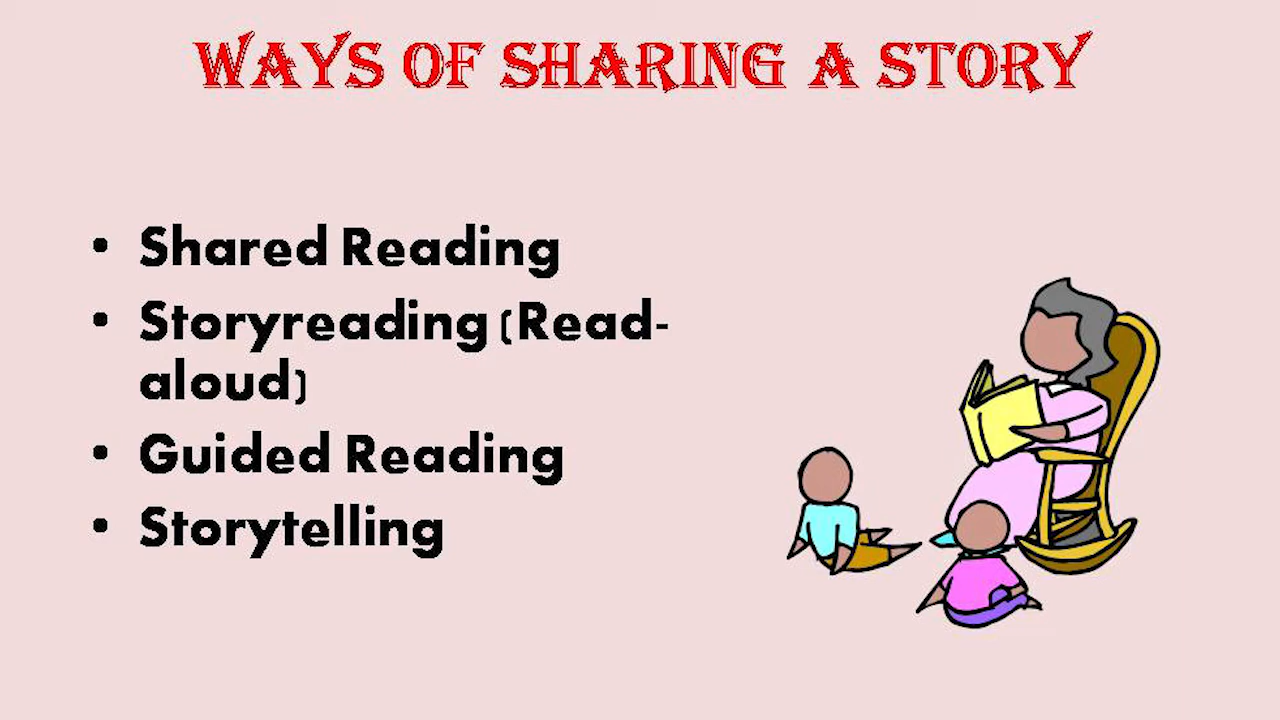 WAYS OF SHARING A STORY
• Shared Reading
• Storyreading (Read-
aloud)
• Guided Reading
• Storytelling